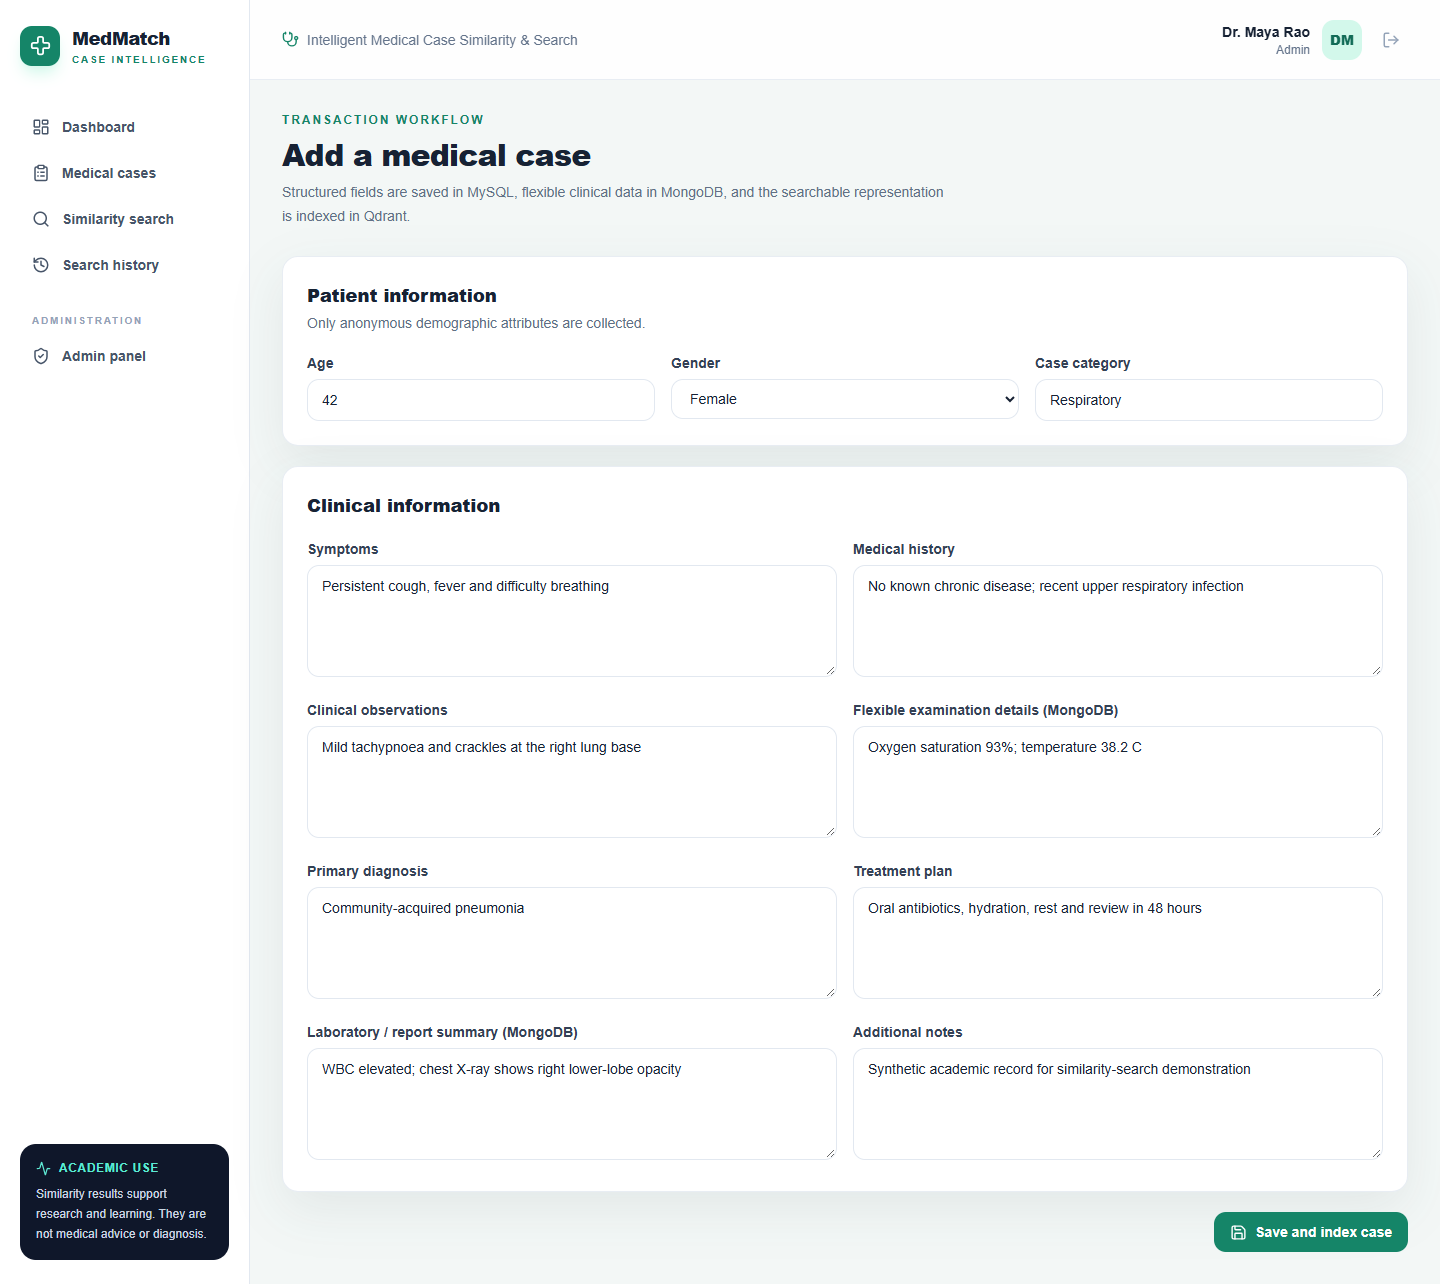 MedMatch
CASE INTELLIGENCE
Dashboard
Medical cases
Similarity search
Search history
ADMINISTRATION
Admin panel
ACADEMIC USE
Similarity results support
research and learning. They are
not medical advice or diagnosis.
Intelligent Medical Case Similarity & Search
Dr. Maya Rao
Admin
DM
TRANSACTION WORKFLOW
Add a medical case
Structured fields are saved in MySQL, flexible clinical data in MongoDB, and the searchable representation
is indexed in Qdrant.
Patient information
Only anonymous demographic attributes are collected.
Age
42
Gender
Female
Case category
Respiratory
Clinical information
Symptoms
Persistent cough, fever and difficulty breathing
Medical history
No known chronic disease; recent upper respiratory infection
Clinical observations
Mild tachypnoea and crackles at the right lung base
Flexible examination details (MongoDB)
Oxygen saturation 93%; temperature 38.2 C
Primary diagnosis
Community-acquired pneumonia
Treatment plan
Oral antibiotics, hydration, rest and review in 48 hours
Laboratory / report summary (MongoDB)
WBC elevated; chest X-ray shows right lower-lobe opacity
Additional notes
Synthetic academic record for similarity-search demonstration
Save and index case